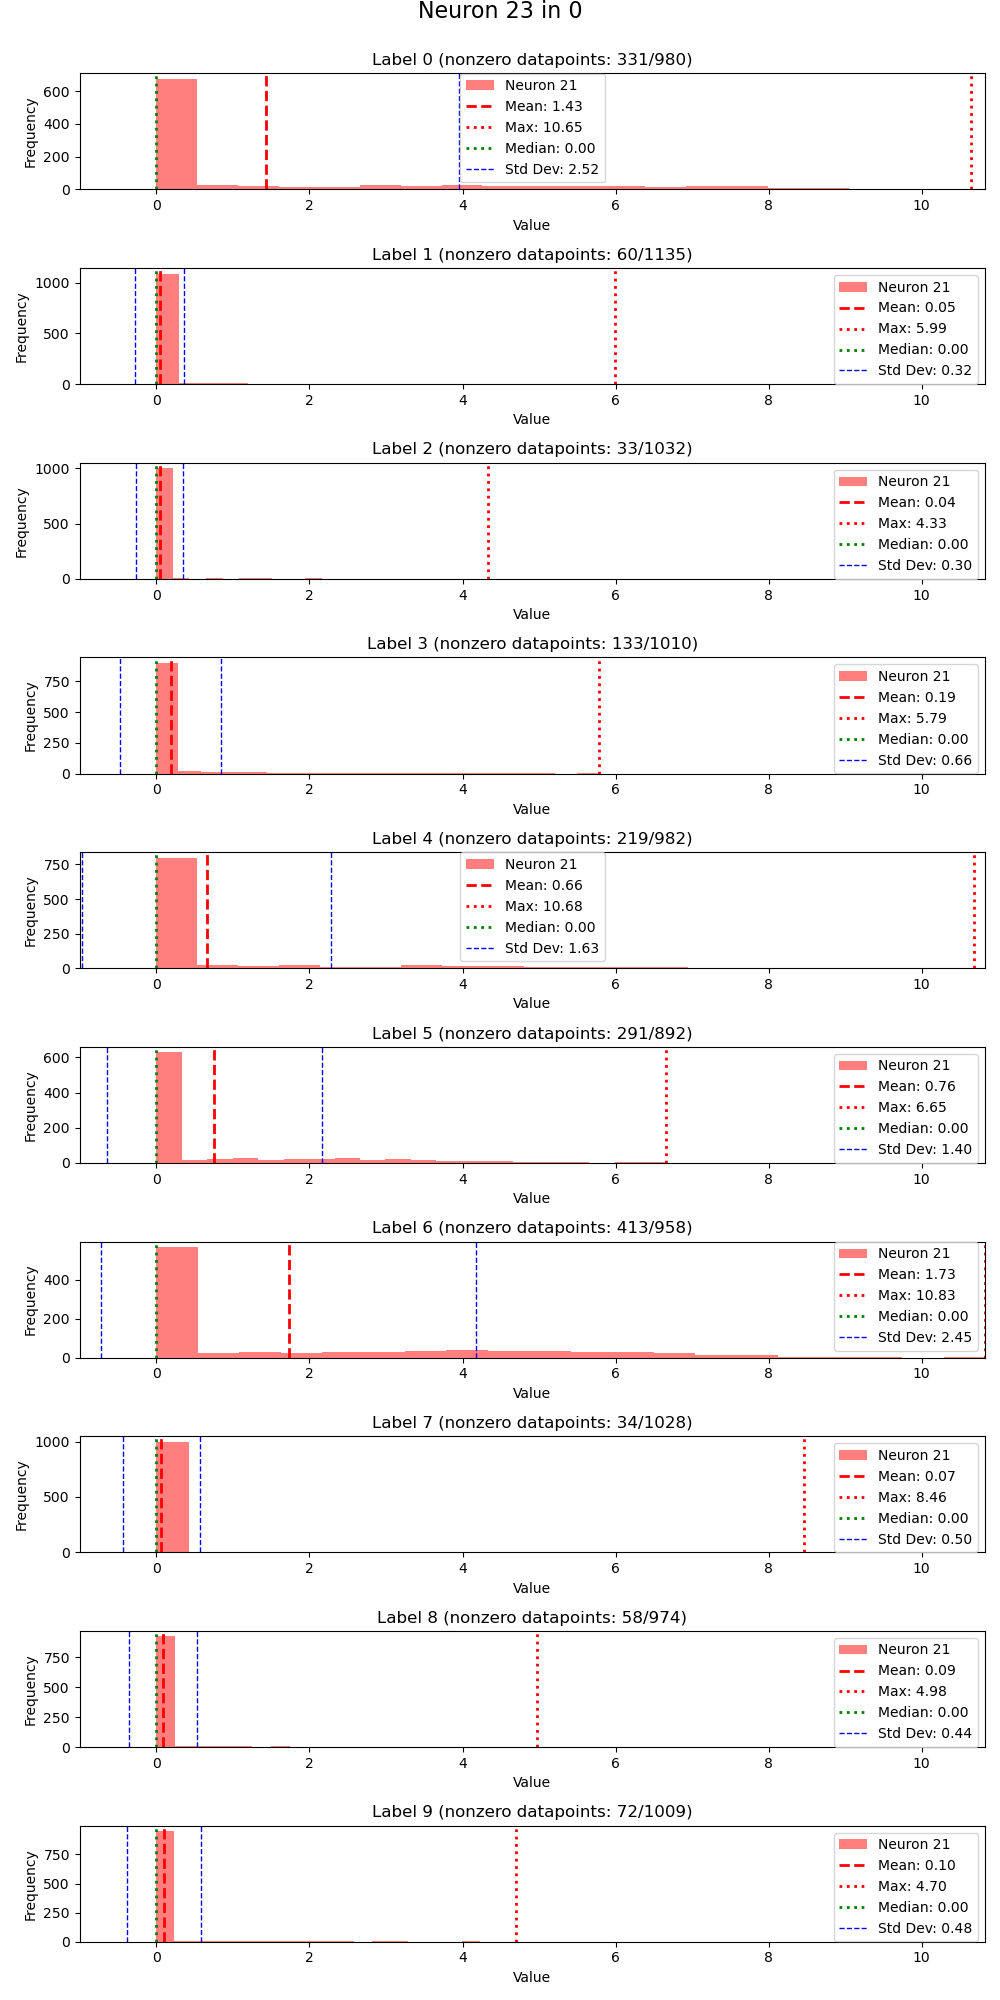 Neuron 23 in 0
Label 0 (nonzero datapoints: 331/980)
Frequency
600
400
200
0
Neuron 21
Mean: 1.43
Max: 10.65
Median: 0.00
Std Dev: 2.52
0 2 4 6 8 10
Value
Label 1 (nonzero datapoints: 60/1135)
Frequency
1000
500
0
Neuron 21
Mean: 0.05
Max: 5.99
Median: 0.00
Std Dev: 0.32
0 2 4 6 8 10
Value
Label 2 (nonzero datapoints: 33/1032)
Frequency
1000
500
0
Neuron 21
Mean: 0.04
Max: 4.33
Median: 0.00
Std Dev: 0.30
0 2 4 6 8 10
Value
Label 3 (nonzero datapoints: 133/1010)
Frequency
750
500
250
0
Neuron 21
Mean: 0.19
Max: 5.79
Median: 0.00
Std Dev: 0.66
0 2 4 6 8 10
Value
Label 4 (nonzero datapoints: 219/982)
Frequency
750
500
250
0
Neuron 21
Mean: 0.66
Max: 10.68
Median: 0.00
Std Dev: 1.63
0 2 4 6 8 10
Value
Label 5 (nonzero datapoints: 291/892)
Frequency
600
400
200
0
Neuron 21
Mean: 0.76
Max: 6.65
Median: 0.00
Std Dev: 1.40
0 2 4 6 8 10
Value
Label 6 (nonzero datapoints: 413/958)
Frequency
400
200
0
Neuron 21
Mean: 1.73
Max: 10.83
Median: 0.00
Std Dev: 2.45
0 2 4 6 8 10
Value
Label 7 (nonzero datapoints: 34/1028)
Frequency
1000
500
0
Neuron 21
Mean: 0.07
Max: 8.46
Median: 0.00
Std Dev: 0.50
0 2 4 6 8 10
Value
Label 8 (nonzero datapoints: 58/974)
Frequency
750
500
250
0
Neuron 21
Mean: 0.09
Max: 4.98
Median: 0.00
Std Dev: 0.44
0 2 4 6 8 10
Value
Label 9 (nonzero datapoints: 72/1009)
Frequency
750
500
250
0
Neuron 21
Mean: 0.10
Max: 4.70
Median: 0.00
Std Dev: 0.48
0 2 4 6 8 10
Value